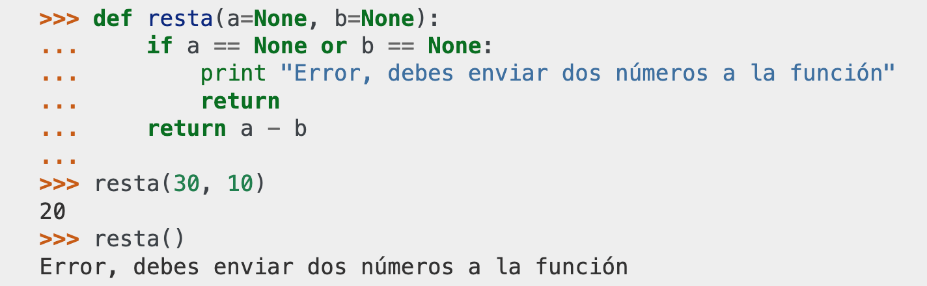 >>> def resta(a=None, b=None):
...     if a == None or b == None:
...         print "Error, debes enviar dos números a la función"
...         return
...     return a - b
...
>>> resta(30, 10)
20
>>> resta()
Error, debes enviar dos números a la función